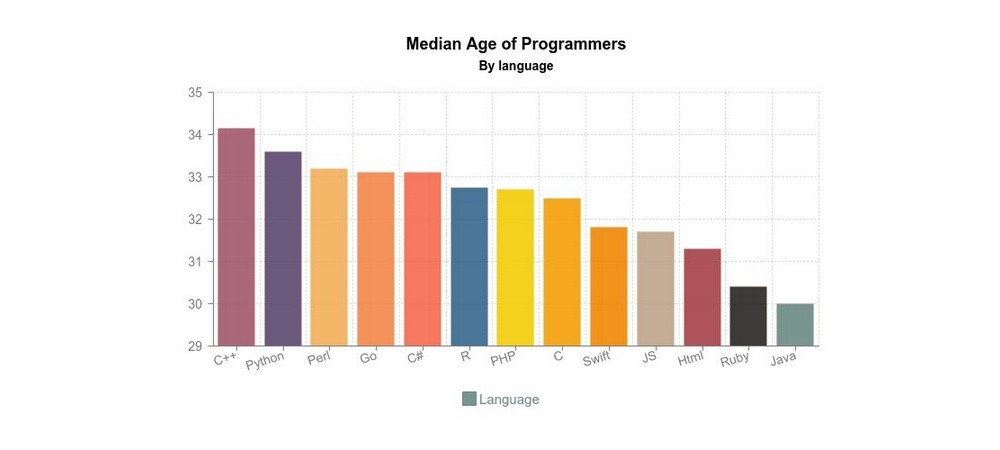 Median Age of Programmers
By language
35
34
33
32
31
30
29
C++ Python Perl Go C# R PHP C Swift JS Html Ruby Java
Language